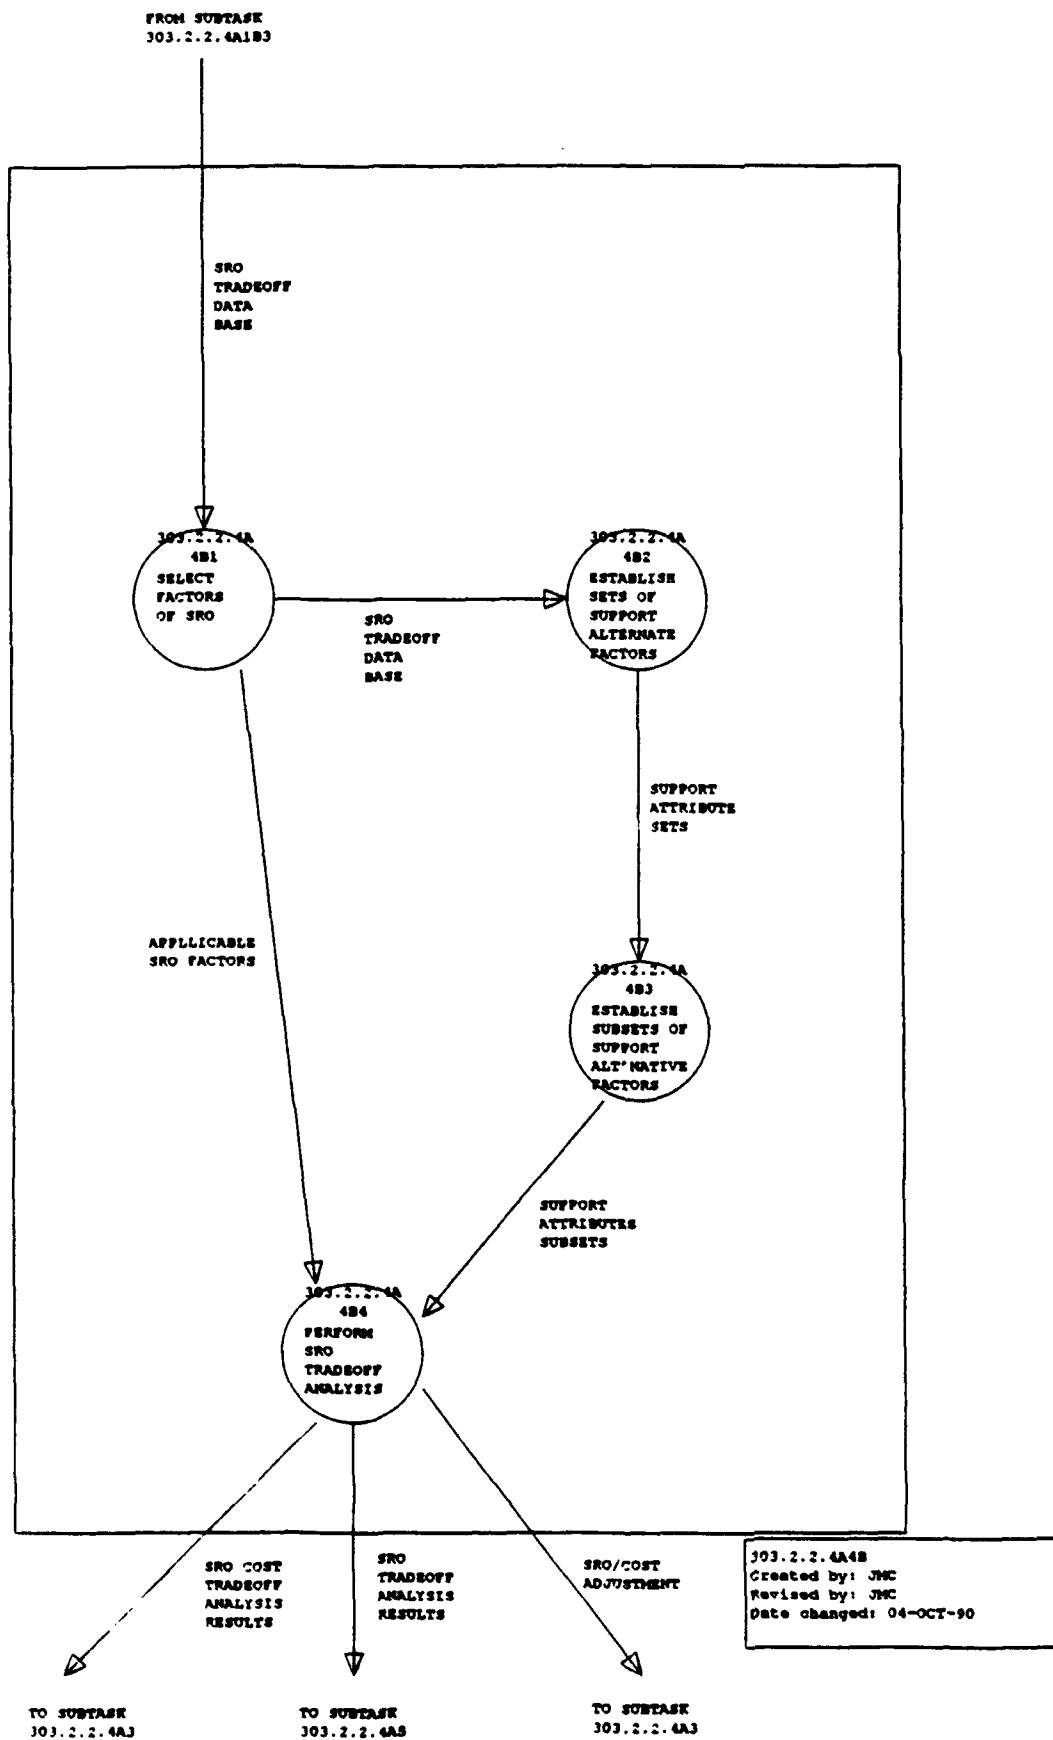 FROM SUBTASK
303.2.2.4A1B3
SRO
TRADEOFF
DATA
BASE
303.2.2.4A
4B1
SELECT
FACTORS
OF SRO
SRO
TRADEOFF
DATA
BASE
303.2.2.4A
4B2
ESTABLISH
SETS OF
SUPPORT
ALTERNATE
FACTORS
SUPPORT
ATTRIBUTE
SETS
APPLLICABLE
SRO FACTORS
303.2.2.4A
4B3
ESTABLISH
SUBSETS OF
SUPPORT
ALT'NATIVE
FACTORS
SUPPORT
ATTRIBUTES
SUBSETS
303.2.2.4A
4B4
PERFORM
SRO
TRADEOFF
ANALYSIS
SRO COST
TRADEOFF
ANALYSIS
RESULTS
SRO
TRADEOFF
ANALYSIS
RESULTS
SRO/COST
ADJUSTMENT
303.2.2.4A4B
Created by: JMC
Revised by: JMC
Date changed: 04-OCT-90
TO SUBTASK
303.2.2.4A3
TO SUBTASK
303.2.2.4A5
TO SUBTASK
303.2.2.4A3